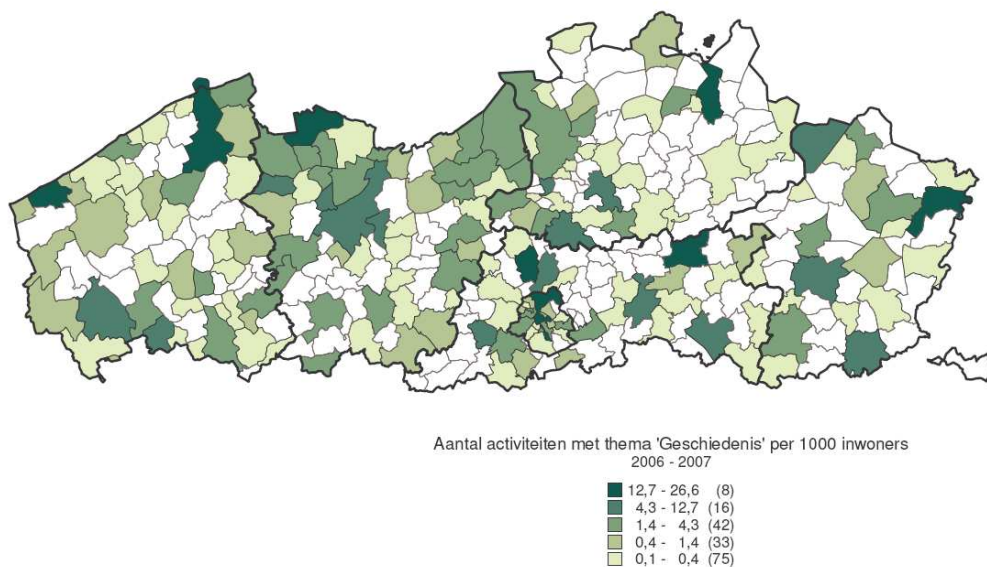 Aantal activiteiten met thema 'Geschiedenis' per 1000 inwoners
2006 - 2007
12,7 - 26,6 (8)
4,3 - 12,7 (16)
1,4 - 4,3 (42)
0,4 - 1,4 (33)
0,1 - 0,4 (75)